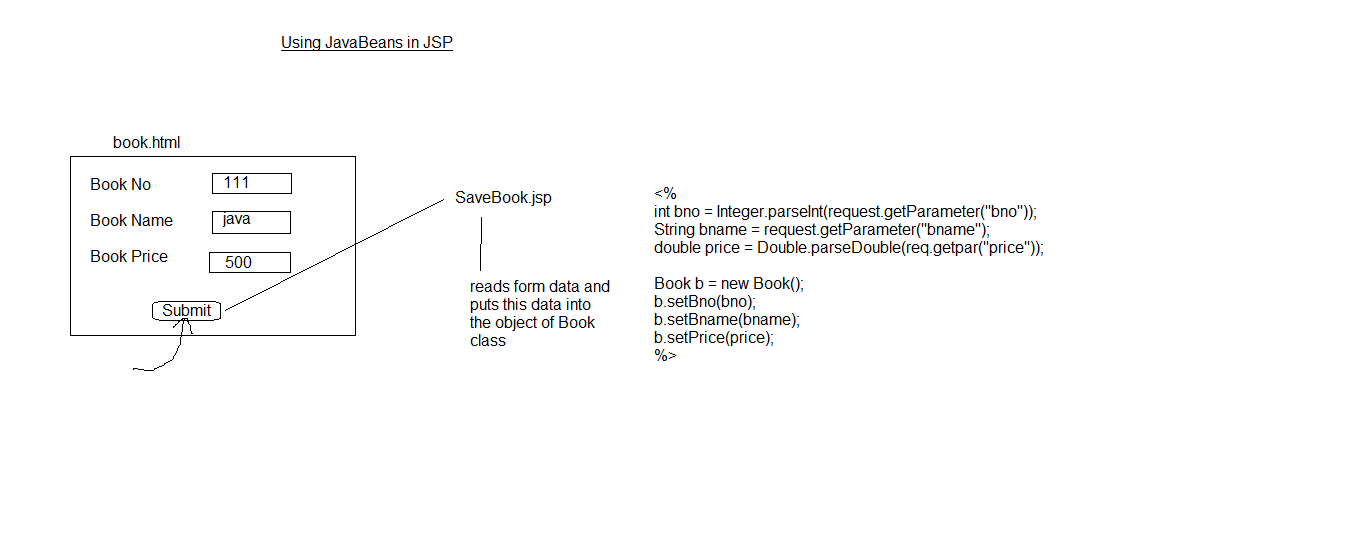 Using JavaBeans in JSP
book.html
Book No 111
Book Name java
Book Price 500
Submit
SaveBook.jsp
reads form data and
puts this data into
the object of Book
class
<%
int bno = Integer.parseInt(request.getParameter("bno"));
String bname = request.getParameter("bname");
double price = Double.parseDouble(req.getpar("price"));
Book b = new Book();
b.setBno(bno);
b.setBname(bname);
b.setPrice(price);
%>